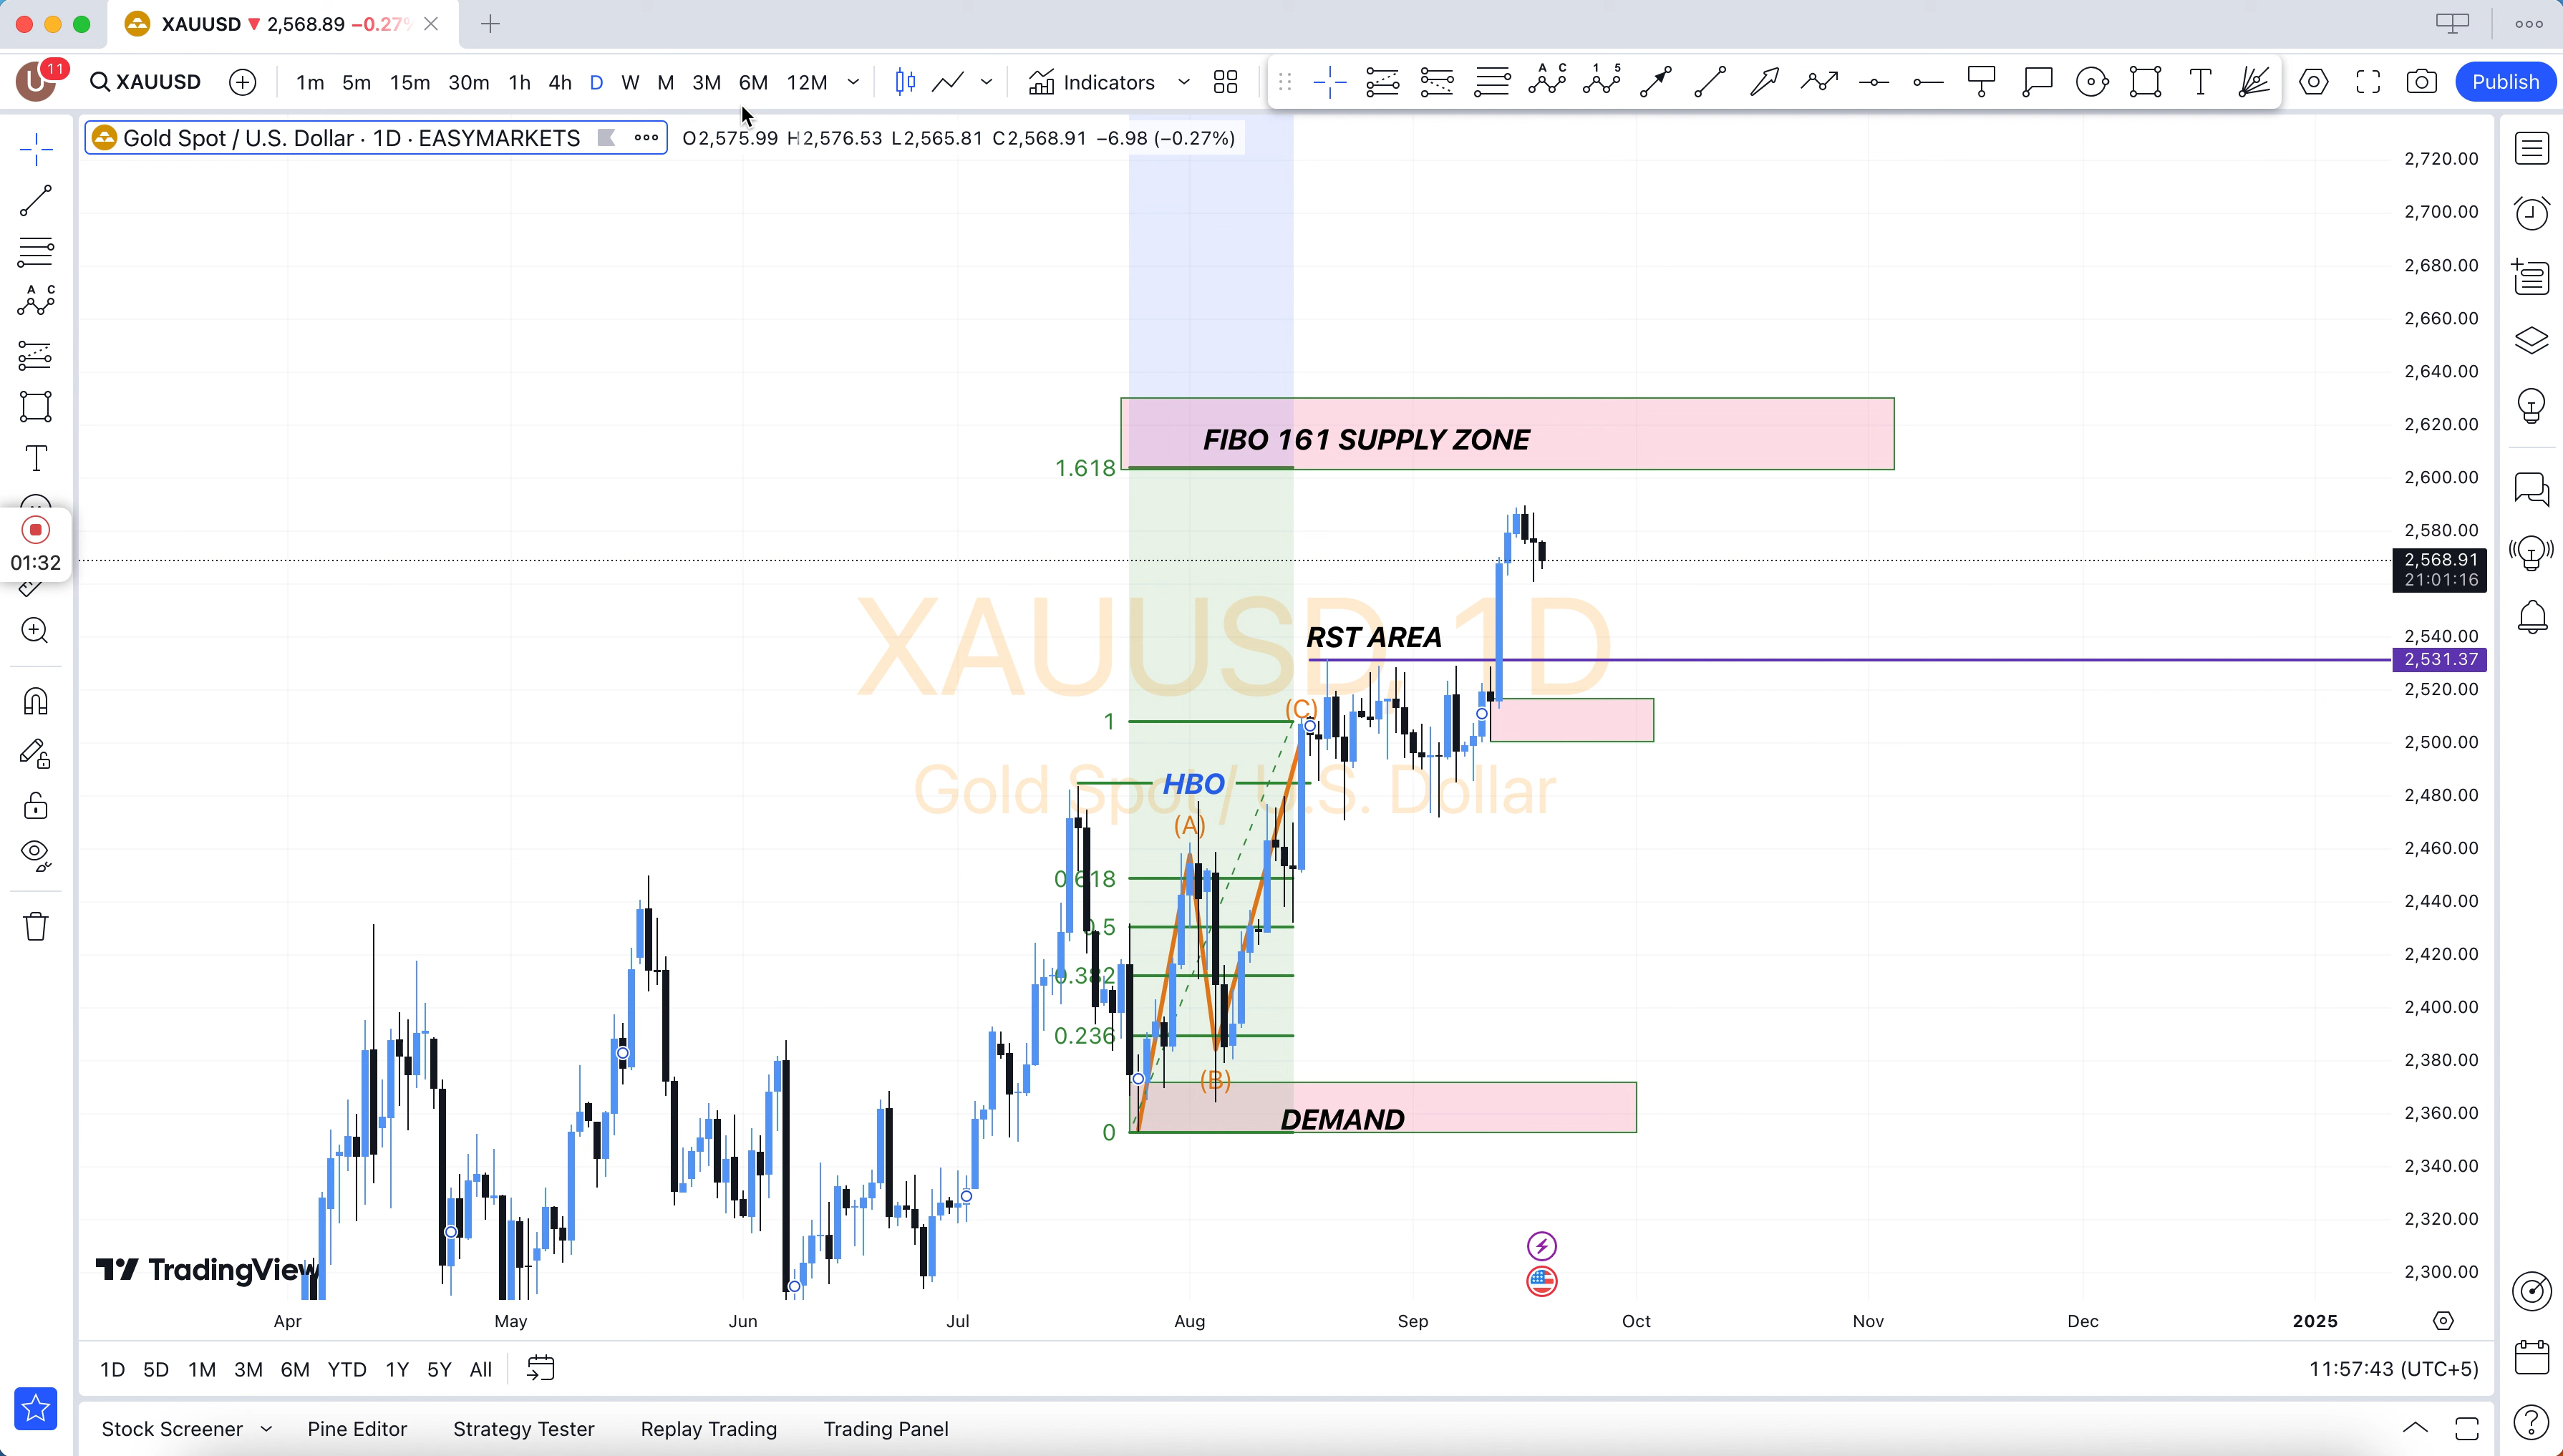 XAUUSD ▼ 2,568.89 −0.27%
11
U XAUUSD 1m 5m 15m 30m 1h 4h D W M 3M 6M 12M Indicators A C 1 5 T Publish
Gold Spot / U.S. Dollar · 1D · EASYMARKETS O2,575.99 H2,576.53 L2,565.81 C2,568.91 −6.98 (−0.27%)
2,720.00
2,700.00
2,680.00
2,660.00
2,640.00
2,620.00
2,600.00
2,580.00
2,568.91
21:01:16
2,540.00
2,531.37
2,520.00
2,500.00
2,480.00
2,460.00
2,440.00
2,420.00
2,400.00
2,380.00
2,360.00
2,340.00
2,320.00
2,300.00
A C
T
01:32
FIBO 161 SUPPLY ZONE
1.618
XAUUSD, 1D
Gold Spot / U.S. Dollar
RST AREA
(C)
1
HBO
(A)
0.618
0.5
0.382
0.236
(B)
DEMAND
0
TradingView
Apr May Jun Jul Aug Sep Oct Nov Dec 2025
1D 5D 1M 3M 6M YTD 1Y 5Y All 11:57:43 (UTC+5)
Stock Screener Pine Editor Strategy Tester Replay Trading Trading Panel